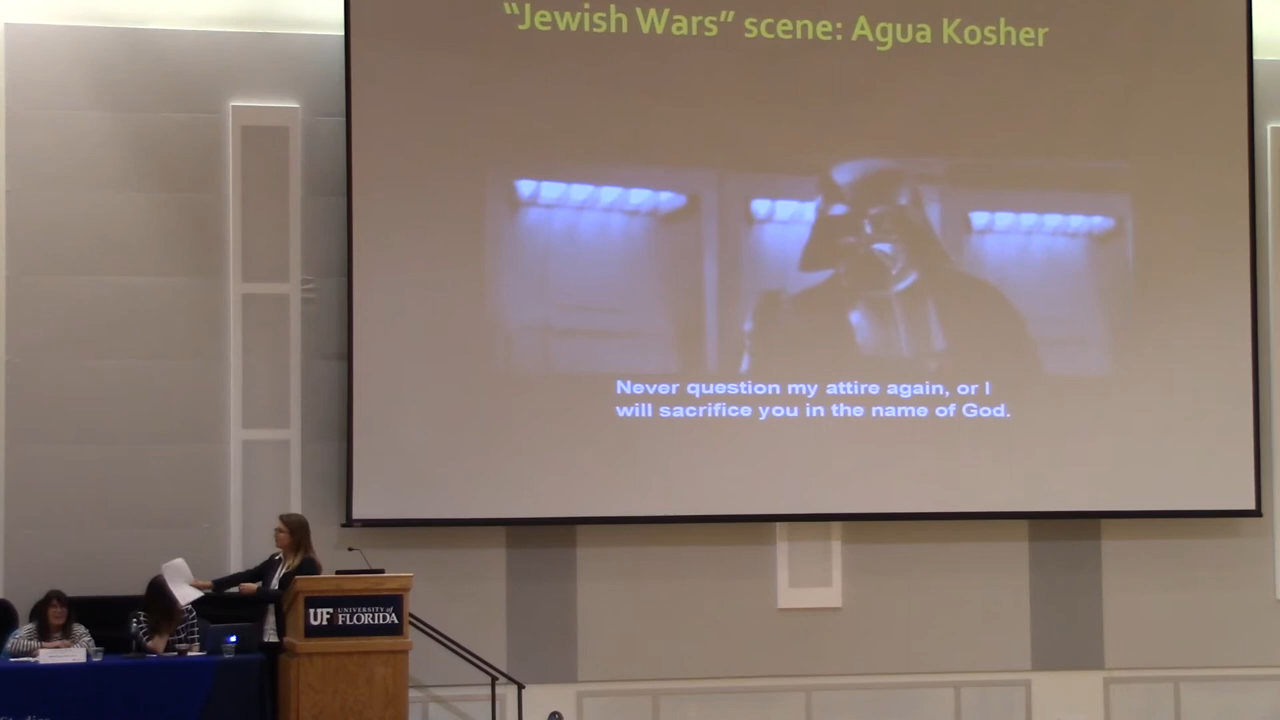 "Jewish Wars" scene: Agua Kosher
Never question my attire again, or I
will sacrifice you in the name of God.
UF UNIVERSITY of
FLORIDA
Studies